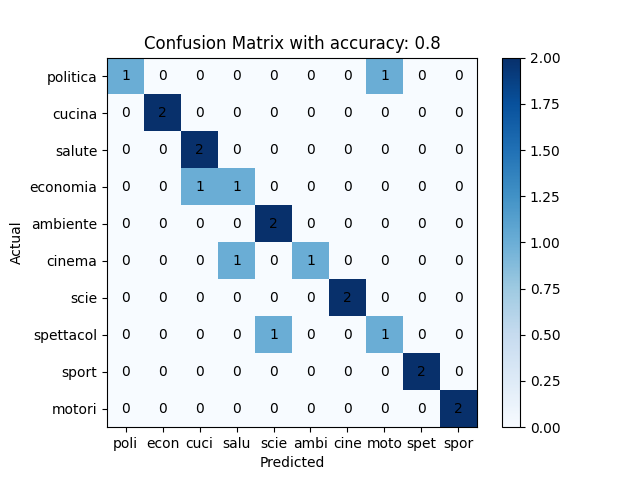 Confusion Matrix with accuracy: 0.8
politica 1 0 0 0 0 0 0 1 0 0
cucina 0 2 0 0 0 0 0 0 0 0
salute 0 0 2 0 0 0 0 0 0 0
economia 0 0 1 1 0 0 0 0 0 0
ambiente 0 0 0 0 2 0 0 0 0 0
cinema 0 0 0 1 0 1 0 0 0 0
scie 0 0 0 0 0 0 2 0 0 0
spettacol 0 0 0 0 1 0 0 1 0 0
sport 0 0 0 0 0 0 0 0 2 0
motori 0 0 0 0 0 0 0 0 0 2
poli econ cuci salu scie ambi cine moto spet spor
Predicted
Actual
2.00
1.75
1.50
1.25
1.00
0.75
0.50
0.25
0.00